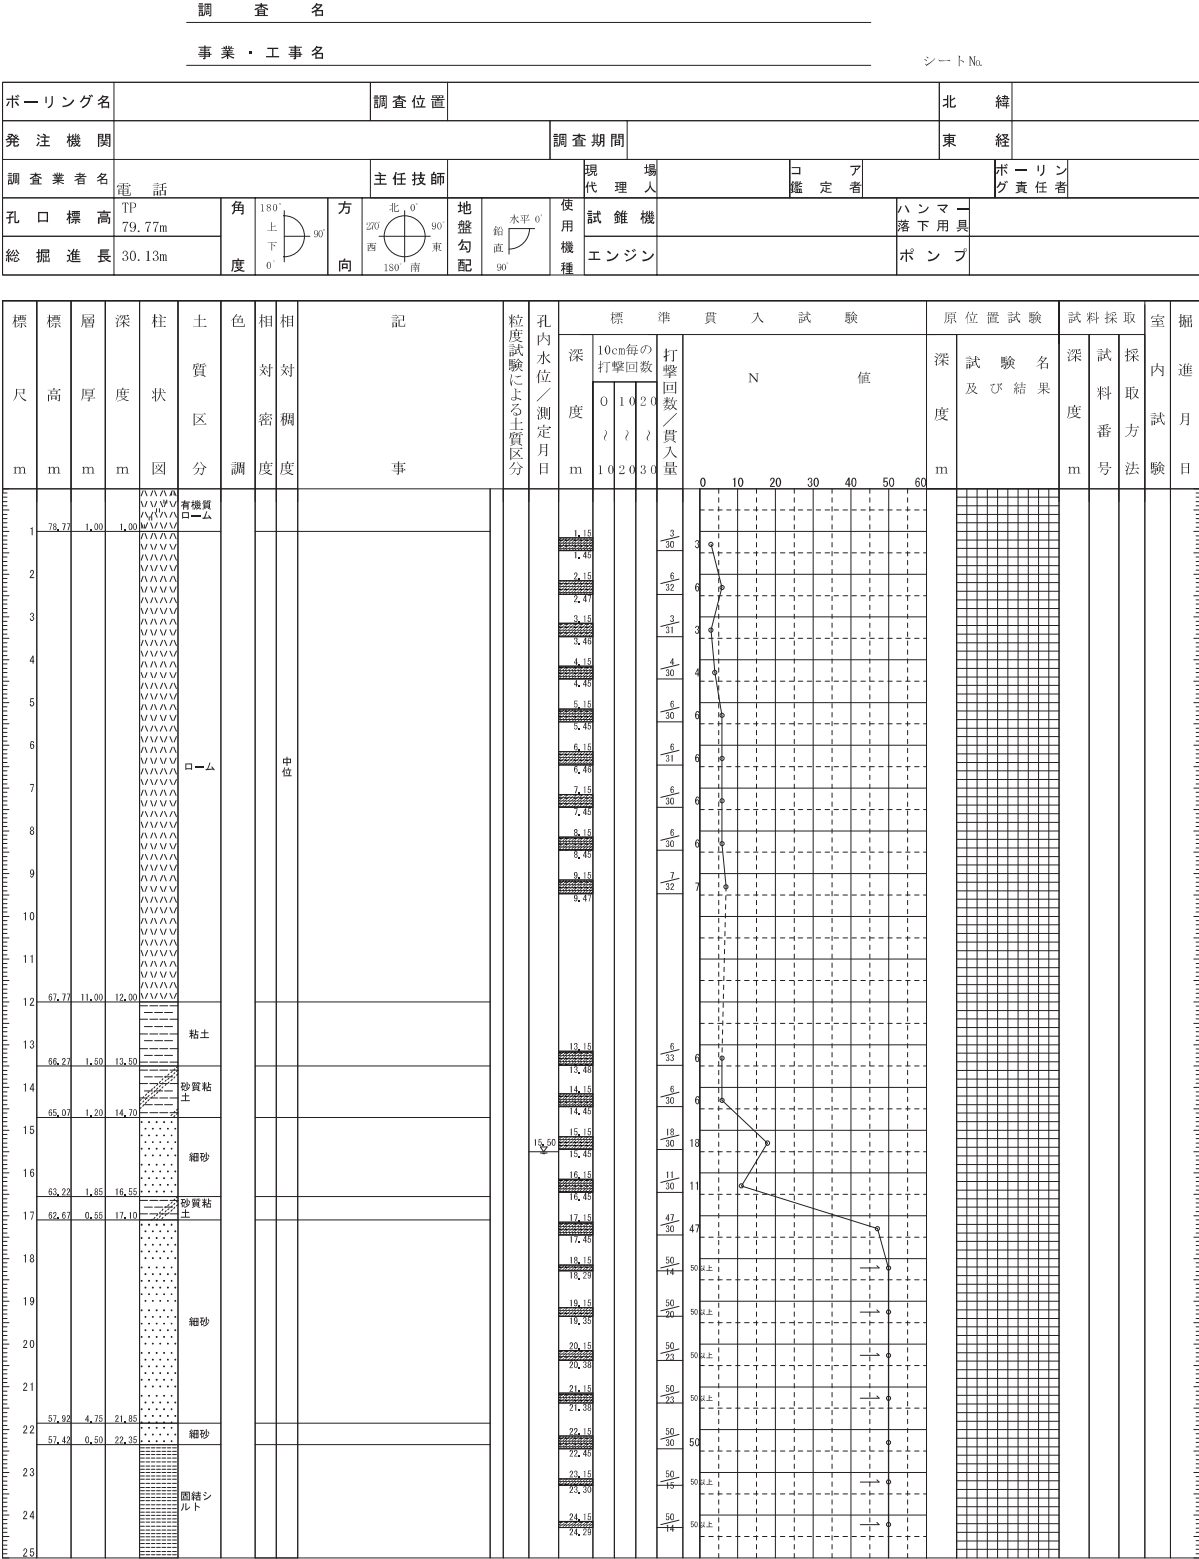 調査名
事業・工事名
シートNo.
ボーリング名 調査位置 北緯
発注機関 調査期間 東経
調査業者名 電話 主任技師 現場代理人 コア鑑定者 ボーリング責任者
孔口標高 TP 79.77m 角度 180° 上 下 0° 90° 方向 北 0° 270° 西 90° 東 180° 南 地盤勾配 水平 0° 鉛直 90° 使用機種 試錐機 ハンマー落下用具
総掘進長 30.13m エンジン ポンプ
標尺 m 標高 m 層厚 m 深度 m 柱状図 土質区分 色調 相対密度 相対稠度 記事 粒度試験による土質区分 孔内水位/測定月日
標準貫入試験 深度 m 10cm毎の打撃回数 0~10 10~20 20~30 打撃回数/貫入量 N値
原位置試験 深度 m 試験名及び結果 試料採取 深度 m 試料番号 採取方法 室内試験 掘進月日
0 10 20 30 40 50 60
有機質ローム
1 78.77 1.00 1.00
1.15 1.45 3/30 3
2 2.15 2.47 6/32 6
3 3.15 3.46 3/31 3
4 4.15 4.45 4/30 4
5 5.15 5.45 6/30 6
6 6.15 6.46 6/31 6
ローム 中位
7 7.15 7.45 6/30 6
8 8.15 8.45 6/30 6
9 9.15 9.47 7/32 7
10
11
12 67.77 11.00 12.00
粘土
13 13.15 13.48 6/33 6
66.27 1.50 13.50
14 砂質粘土 14.15 14.45 6/30 6
65.07 1.20 14.70
15 15.15 15.45 18/30 18
15.50
細砂
16 16.15 16.45 11/30 11
63.22 1.85 16.55
砂質粘土
17 62.67 0.55 17.10
17.15 17.45 47/30 47
18 18.15 18.29 50/14 50以上
19 19.15 19.35 50/20 50以上
細砂
20 20.15 20.38 50/23 50以上
21 21.15 21.38 50/23 50以上
57.92 4.75 21.85
22 細砂 22.15 22.45 50/30 50
57.42 0.50 22.35
23 23.15 23.30 50/15 50以上
固結シルト
24 24.15 24.29 50/14 50以上
25